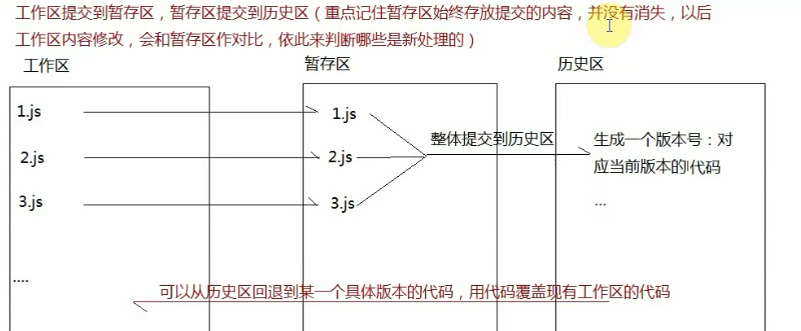 工作区提交到暂存区，暂存区提交到历史区（重点记住暂存区始终存放提交的内容，并没有消失，以后
工作区内容修改，会和暂存区作对比，依此来判断哪些是新处理的）
工作区
暂存区
历史区
1.js
1.js
整体提交到历史区
生成一个版本号：对
应当前版本的代码
2.js
2.js
3.js
3.js
...
....
可以从历史区回退到某一个具体版本的代码，用代码覆盖现有工作区的代码